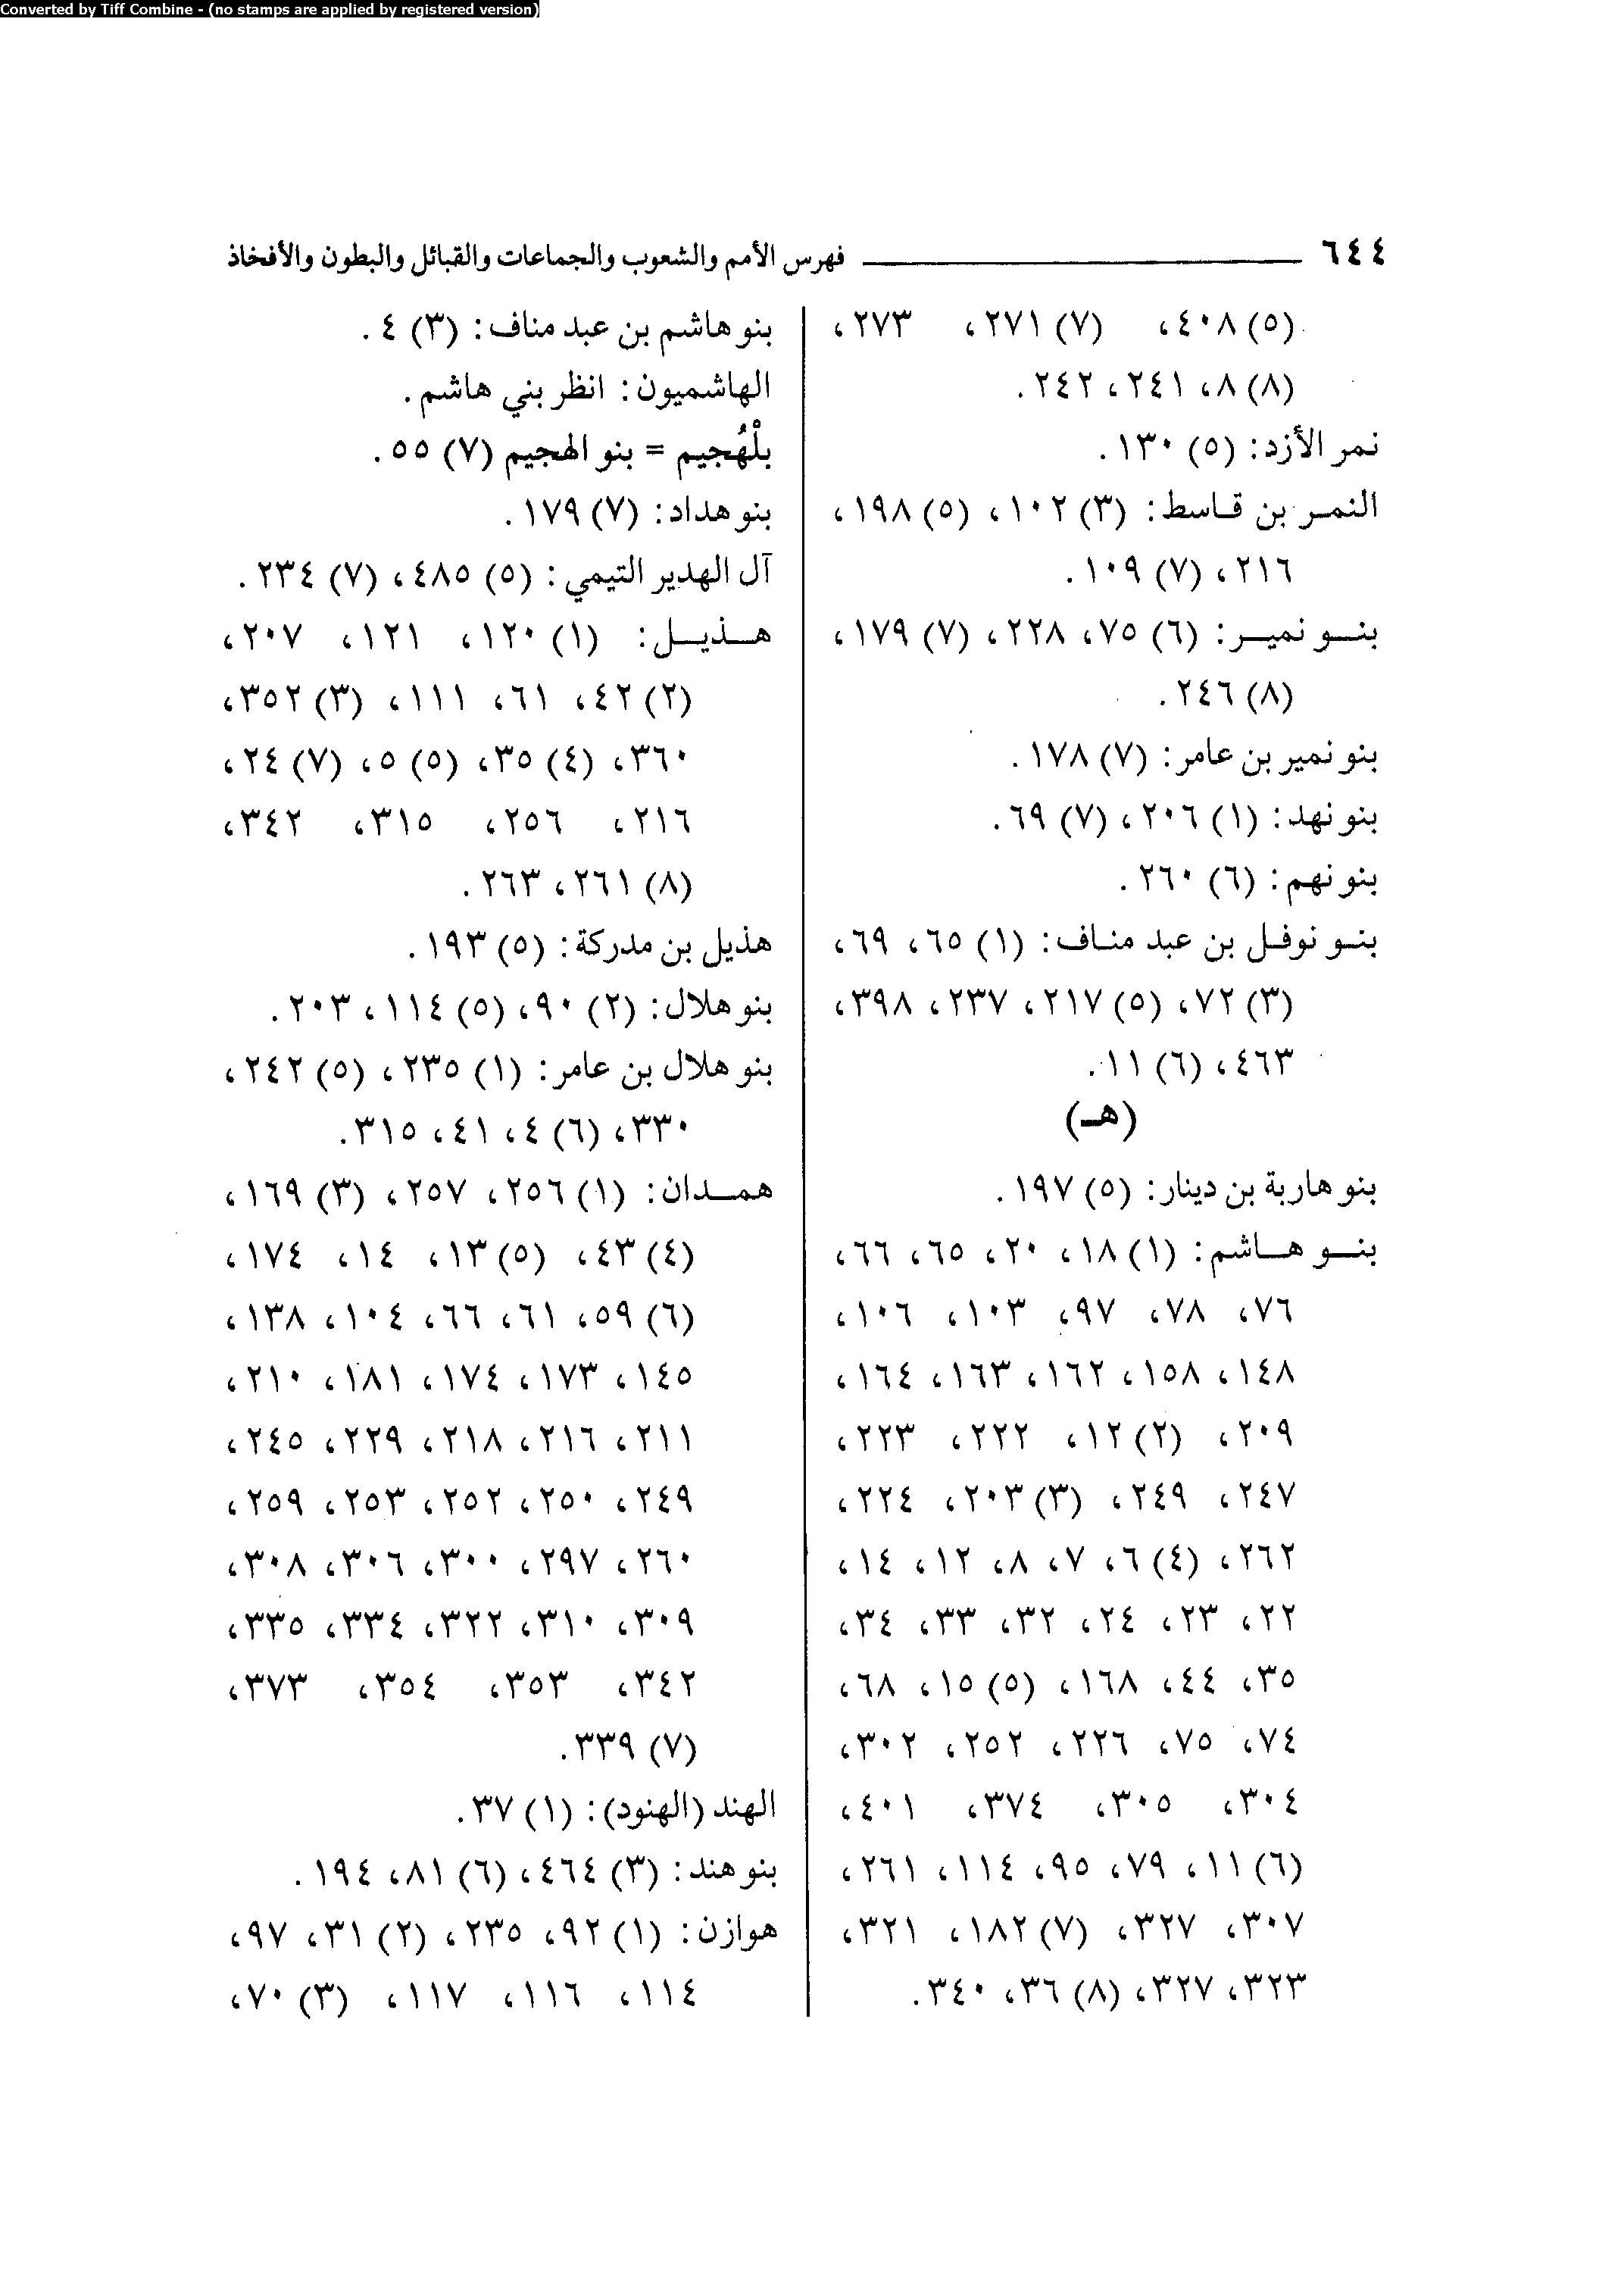 Converted by Tiff Combine - (no stamps are applied by registered version)
٦٤٤ فهرس الأمم والشعوب والجماعات والقبائل والبطون والأفخاذ
(٥) ٤٠٨، (٧) ٢٧١، ٢٧٣،
(٨) ٨، ٢٤١، ٢٤٢.
نمر الأزد: (٥) ١٣٠.
النمر بن قاسط: (٣) ١٠٢، (٥) ١٩٨،
٢١٦، (٧) ١٠٩.
بنو نمير: (٦) ٧٥، ٢٢٨، (٧) ١٧٩،
(٨) ٢٤٦.
بنو نمير بن عامر: (٧) ١٧٨.
بنو نهد: (١) ٢٠٦، (٧) ٦٩.
بنو نهم: (٦) ٢٦٠.
بنو نوفل بن عبد مناف: (١) ٦٥، ٦٩،
(٣) ٧٢، (٥) ٢١٧، ٢٣٧، ٣٩٨،
٤٦٣، (٦) ١١.
(هـ)
بنو هاربة بن دينار: (٥) ١٩٧.
بنو هاشم: (١) ١٨، ٢٠، ٦٥، ٦٦،
٧٦، ٧٨، ٩٧، ١٠٣، ١٠٦،
١٤٨، ١٥٨، ١٦٢، ١٦٣، ١٦٤،
٢٠٩، (٢) ١٢، ٢٢٢، ٢٢٣،
٢٤٧، ٢٤٩، (٣) ٢٠٣، ٢٢٤،
٢٦٢، (٤) ٦، ٧، ٨، ١٢، ١٤،
٢٢، ٢٣، ٢٤، ٣٢، ٣٣، ٣٤،
٣٥، ٤٤، ١٦٨، (٥) ١٥، ٦٨،
٧٤، ٧٥، ٢٢٦، ٢٥٢، ٣٠٢،
٣٠٤، ٣٠٥، ٣٧٤، ٤٠١،
(٦) ١١، ٧٩، ٩٥، ١١٤، ٢٦١،
٣٠٧، ٣٢٧، (٧) ١٨٢، ٣٢١،
٣٢٣، ٣٢٧، (٨) ٣٦، ٣٤٠.
بنو هاشم بن عبد مناف: (٣) ٤.
الهاشميون: انظر بني هاشم.
بلْهُجيم = بنو الهجيم (٧) ٥٥.
بنو هداد: (٧) ١٧٩.
آل الهدير التيمي: (٥) ٤٨٥، (٧) ٢٣٤.
هذيل: (١) ١٢٠، ١٢١، ٢٠٧،
(٢) ٤٢، ٦١، ١١١، (٣) ٣٥٢،
٣٦٠، (٤) ٣٥، (٥) ٥، (٧) ٢٤،
٢١٦، ٢٥٦، ٣١٥، ٣٤٢،
(٨) ٢٦١، ٢٦٣.
هذيل بن مدركة: (٥) ١٩٣.
بنو هلال: (٢) ٩٠، (٥) ١١٤، ٢٠٣.
بنو هلال بن عامر: (١) ٢٣٥، (٥) ٢٤٢،
٣٣٠، (٦) ٤، ٤١، ٣١٥.
همدان: (١) ٢٥٦، ٢٥٧، (٣) ١٦٩،
(٤) ٤٣، (٥) ١٣، ١٤، ١٧٤،
(٦) ٥٩، ٦١، ٦٦، ١٠٤، ١٣٨،
١٤٥، ١٧٣، ١٧٤، ١٨١، ٢١٠،
٢١١، ٢١٦، ٢١٨، ٢٢٩، ٢٤٥،
٢٤٩، ٢٥٠، ٢٥٢، ٢٥٣، ٢٥٩،
٢٦٠، ٢٩٧، ٣٠٠، ٣٠٦، ٣٠٨،
٣٠٩، ٣١٠، ٣٢٢، ٣٣٤، ٣٣٥،
٣٤٢، ٣٥٣، ٣٥٤، ٣٧٣،
(٧) ٣٣٩.
الهند (الهنود): (١) ٣٧.
بنو هند: (٣) ٤٦٤، (٦) ٨١، ١٩٤.
هوازن: (١) ٩٢، ٢٣٥، (٢) ٣١، ٩٧،
١١٤، ١١٦، ١١٧، (٣) ٧٠،